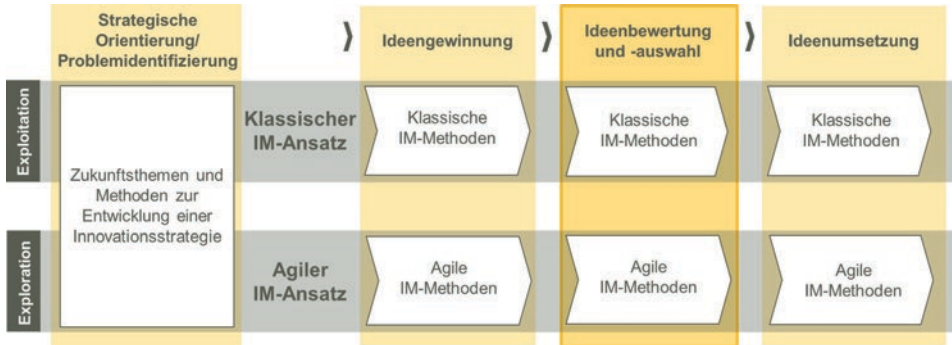 Strategische
Orientierung/
Problemidentifizierung
Ideengewinnung
Ideenbewertung
und -auswahl
Ideenumsetzung
Exploitation
Zukunftsthemen und
Methoden zur
Entwicklung einer
Innovationsstrategie
Klassischer
IM-Ansatz
Klassische
IM-Methoden
Klassische
IM-Methoden
Klassische
IM-Methoden
Exploration
Agiler
IM-Ansatz
Agile
IM-Methoden
Agile
IM-Methoden
Agile
IM-Methoden